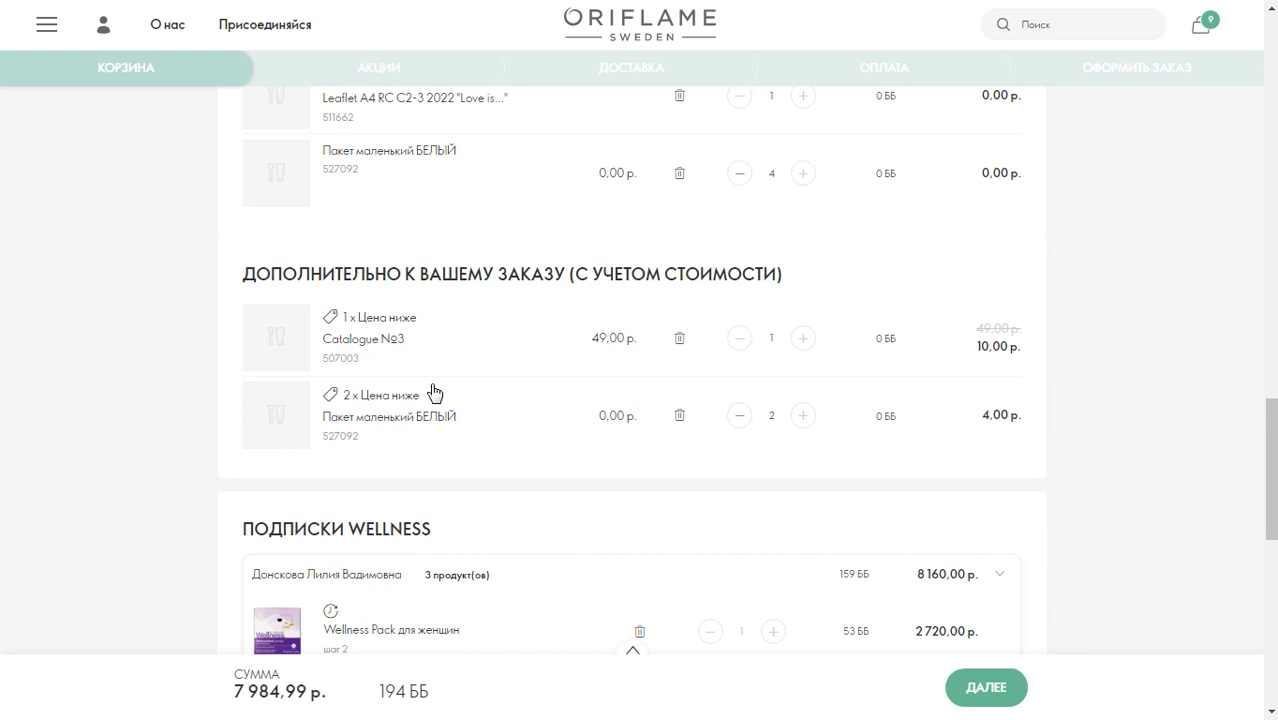 О нас
Присоединяйся
ORIFLAME
SWEDEN
Поиск
9
КОРЗИНА
АКЦИИ
ДОСТАВКА
ОПЛАТА
ОФОРМИТЬ ЗАКАЗ
Leaflet A4 RC C2-3 2022 "Love is..."
511662
1
0 ББ
0,00 р.
Пакет маленький БЕЛЫЙ
527092
0,00 р.
4
0 ББ
0,00 р.
ДОПОЛНИТЕЛЬНО К ВАШЕМУ ЗАКАЗУ (С УЧЕТОМ СТОИМОСТИ)
1 x Цена ниже
Catalogue №3
507003
49,00 р.
1
0 ББ
49,00 р.
10,00 р.
2 x Цена ниже
Пакет маленький БЕЛЫЙ
527092
0,00 р.
2
0 ББ
4,00 р.
ПОДПИСКИ WELLNESS
Донскова Лилия Вадимовна
3 продукт(ов)
159 ББ
8 160,00 р.
Wellness
Wellness Pack для женщин
шаг 2
1
53 ББ
2 720,00 р.
СУММА
7 984,99 р.
194 ББ
ДАЛЕЕ